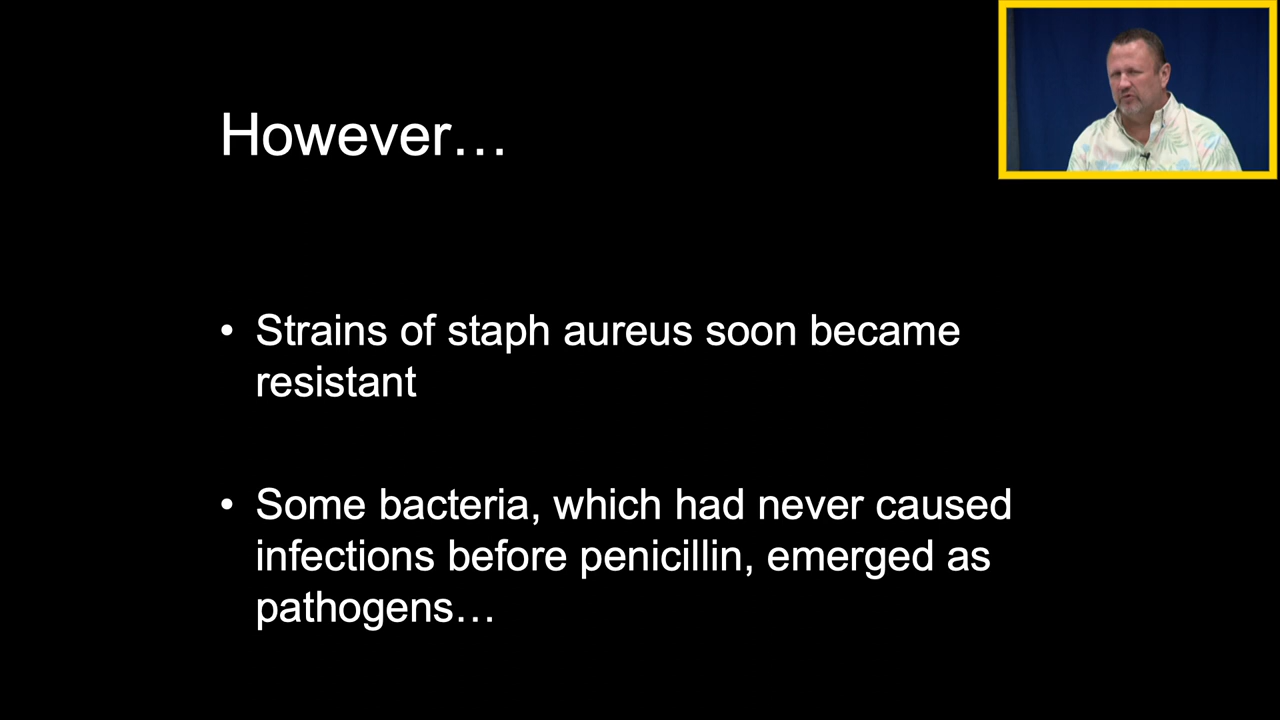 However…
• Strains of staph aureus soon became
resistant
• Some bacteria, which had never caused
infections before penicillin, emerged as
pathogens…